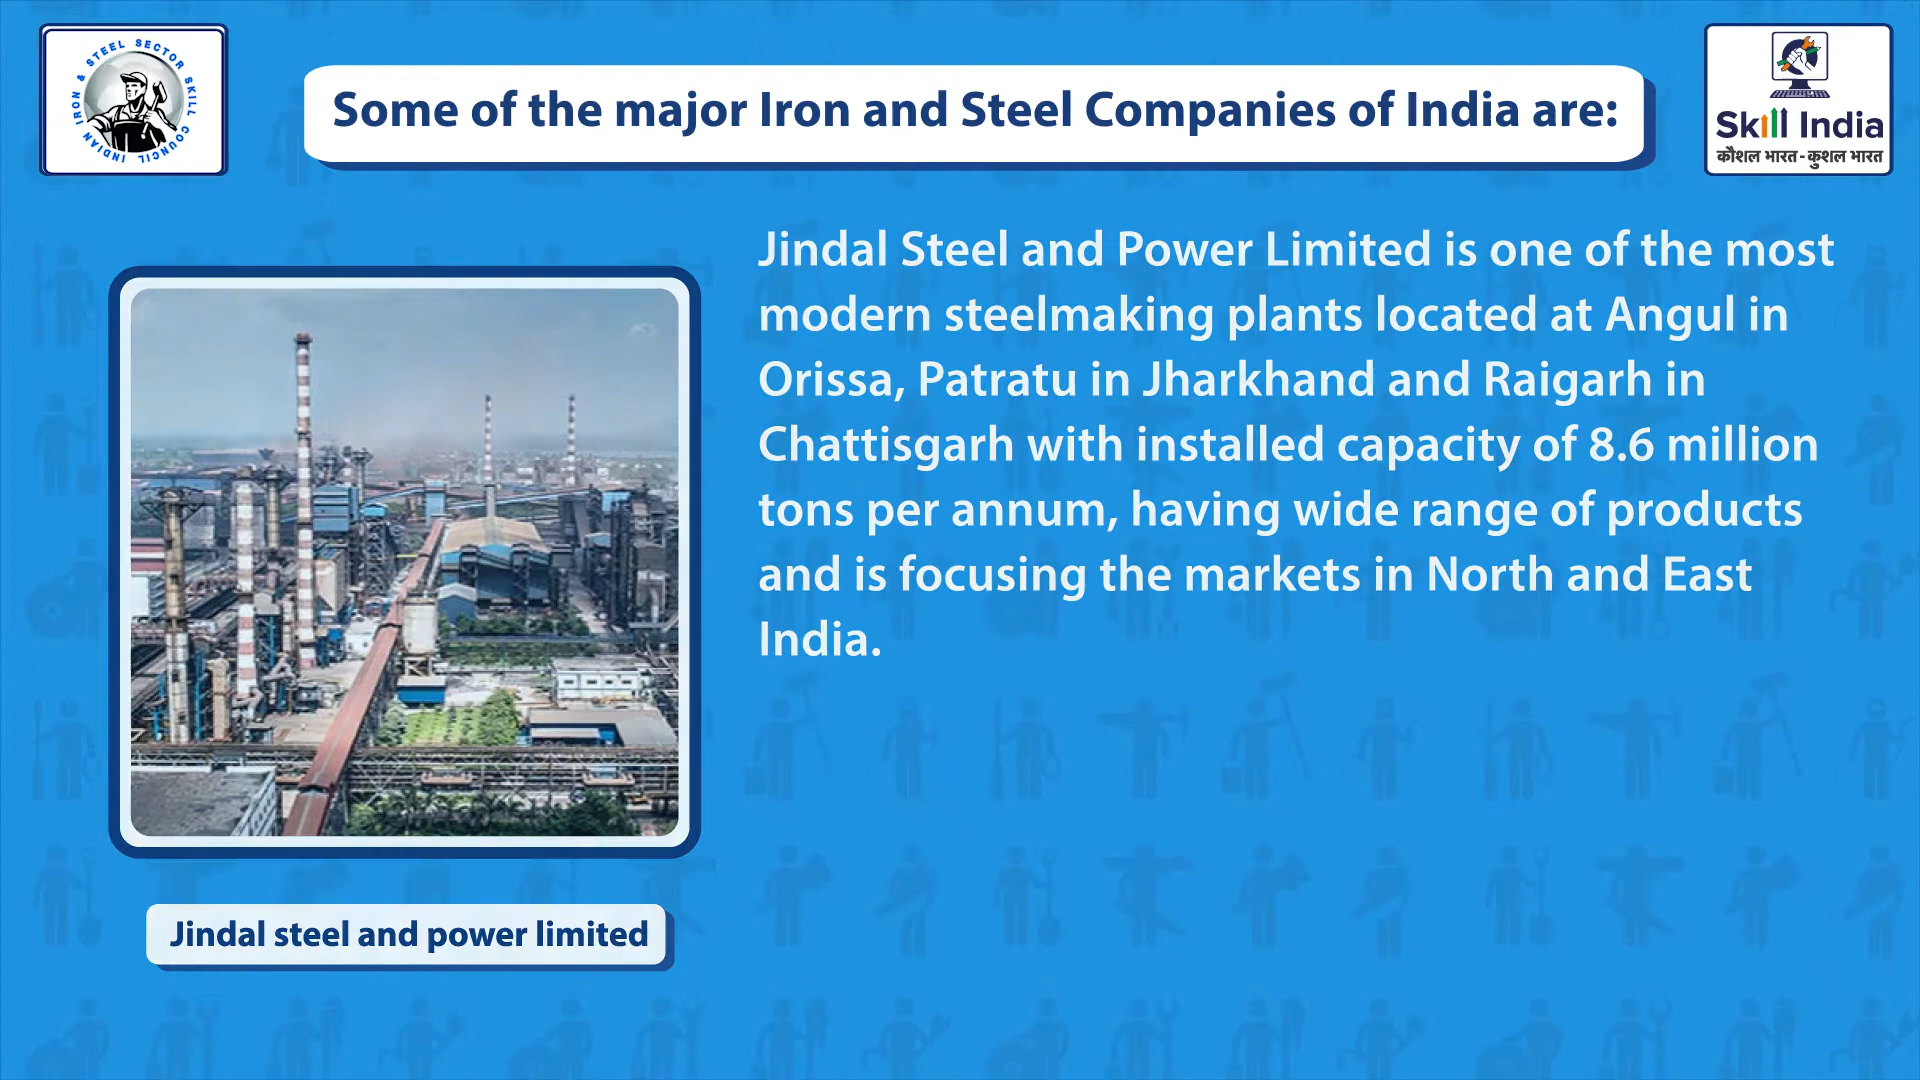 INDIAN IRON & STEEL SECTOR SKILL COUNCIL
Some of the major Iron and Steel Companies of India are:
Skill India
कौशल भारत - कुशल भारत
Jindal Steel and Power Limited is one of the most
modern steelmaking plants located at Angul in
Orissa, Patratu in Jharkhand and Raigarh in
Chattisgarh with installed capacity of 8.6 million
tons per annum, having wide range of products
and is focusing the markets in North and East
India.
Jindal steel and power limited